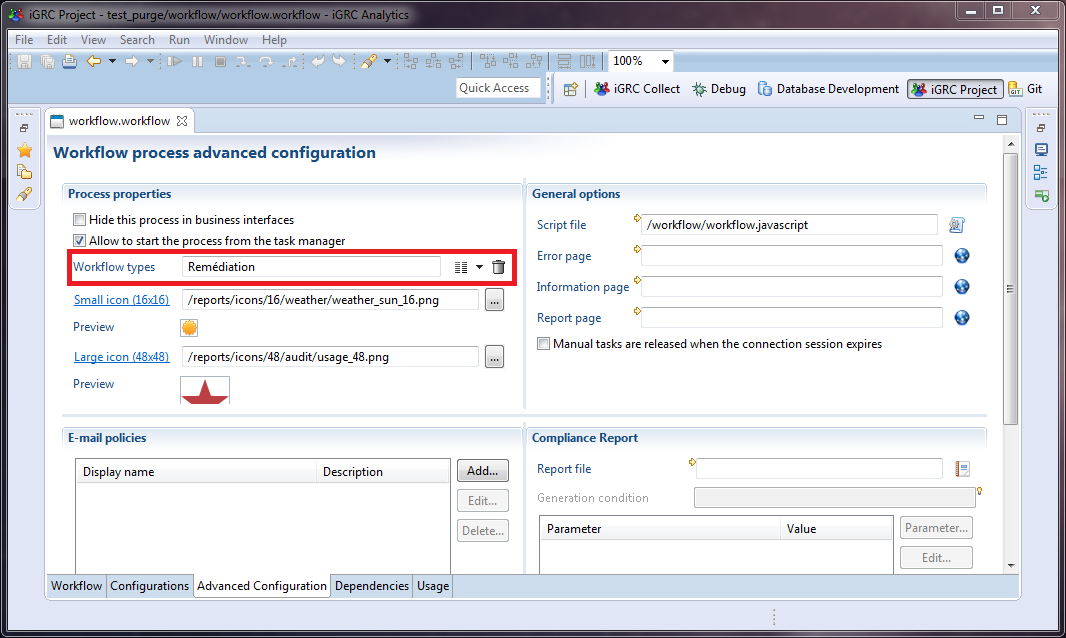 iGRC Project - test_purge/workflow/workflow.workflow - iGRC Analytics
File Edit View Search Run Window Help
100%
Quick Access
iGRC Collect Debug Database Development iGRC Project Git
workflow.workflow
Workflow process advanced configuration
Process properties
Hide this process in business interfaces
Allow to start the process from the task manager
Workflow types Remédiation
Small icon (16x16) /reports/icons/16/weather/weather_sun_16.png ...
Preview
Large icon (48x48) /reports/icons/48/audit/usage_48.png ...
Preview
General options
Script file /workflow/workflow.javascript
Error page
Information page
Report page
Manual tasks are released when the connection session expires
E-mail policies
Display name Description
Add...
Edit...
Delete...
Compliance Report
Report file
Generation condition
Parameter Value
Parameter...
Edit...
Workflow Configurations Advanced Configuration Dependencies Usage